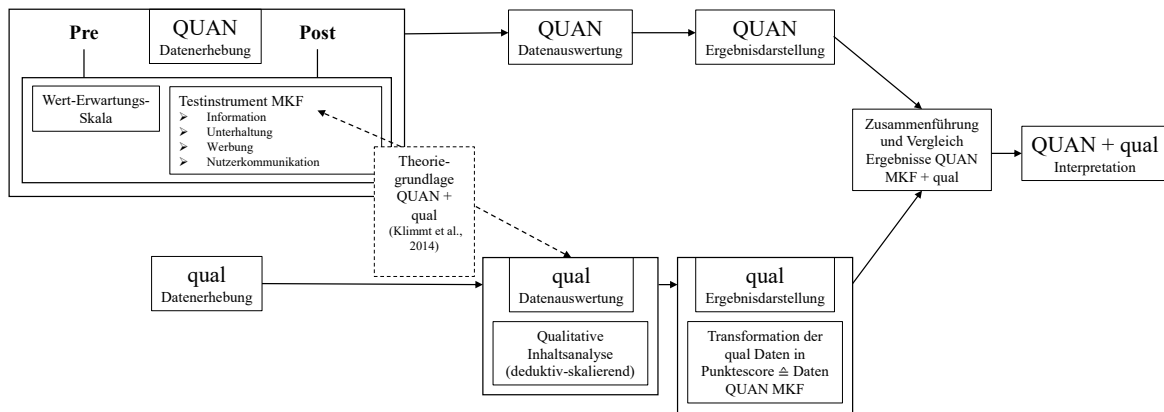 Pre
QUAN
Datenerhebung
Post
Wert-Erwartungs-
Skala
Testinstrument MKF
➢ Information
➢ Unterhaltung
➢ Werbung
➢ Nutzerkommunikation
QUAN
Datenauswertung
QUAN
Ergebnisdarstellung
Theorie-
grundlage
QUAN +
qual
(Klimmt et al.,
2014)
Zusammenführung
und Vergleich
Ergebnisse QUAN
MKF + qual
QUAN + qual
Interpretation
qual
Datenerhebung
qual
Datenauswertung
Qualitative
Inhaltsanalyse
(deduktiv-skalierend)
qual
Ergebnisdarstellung
Transformation der
qual Daten in
Punktescore ≙ Daten
QUAN MKF